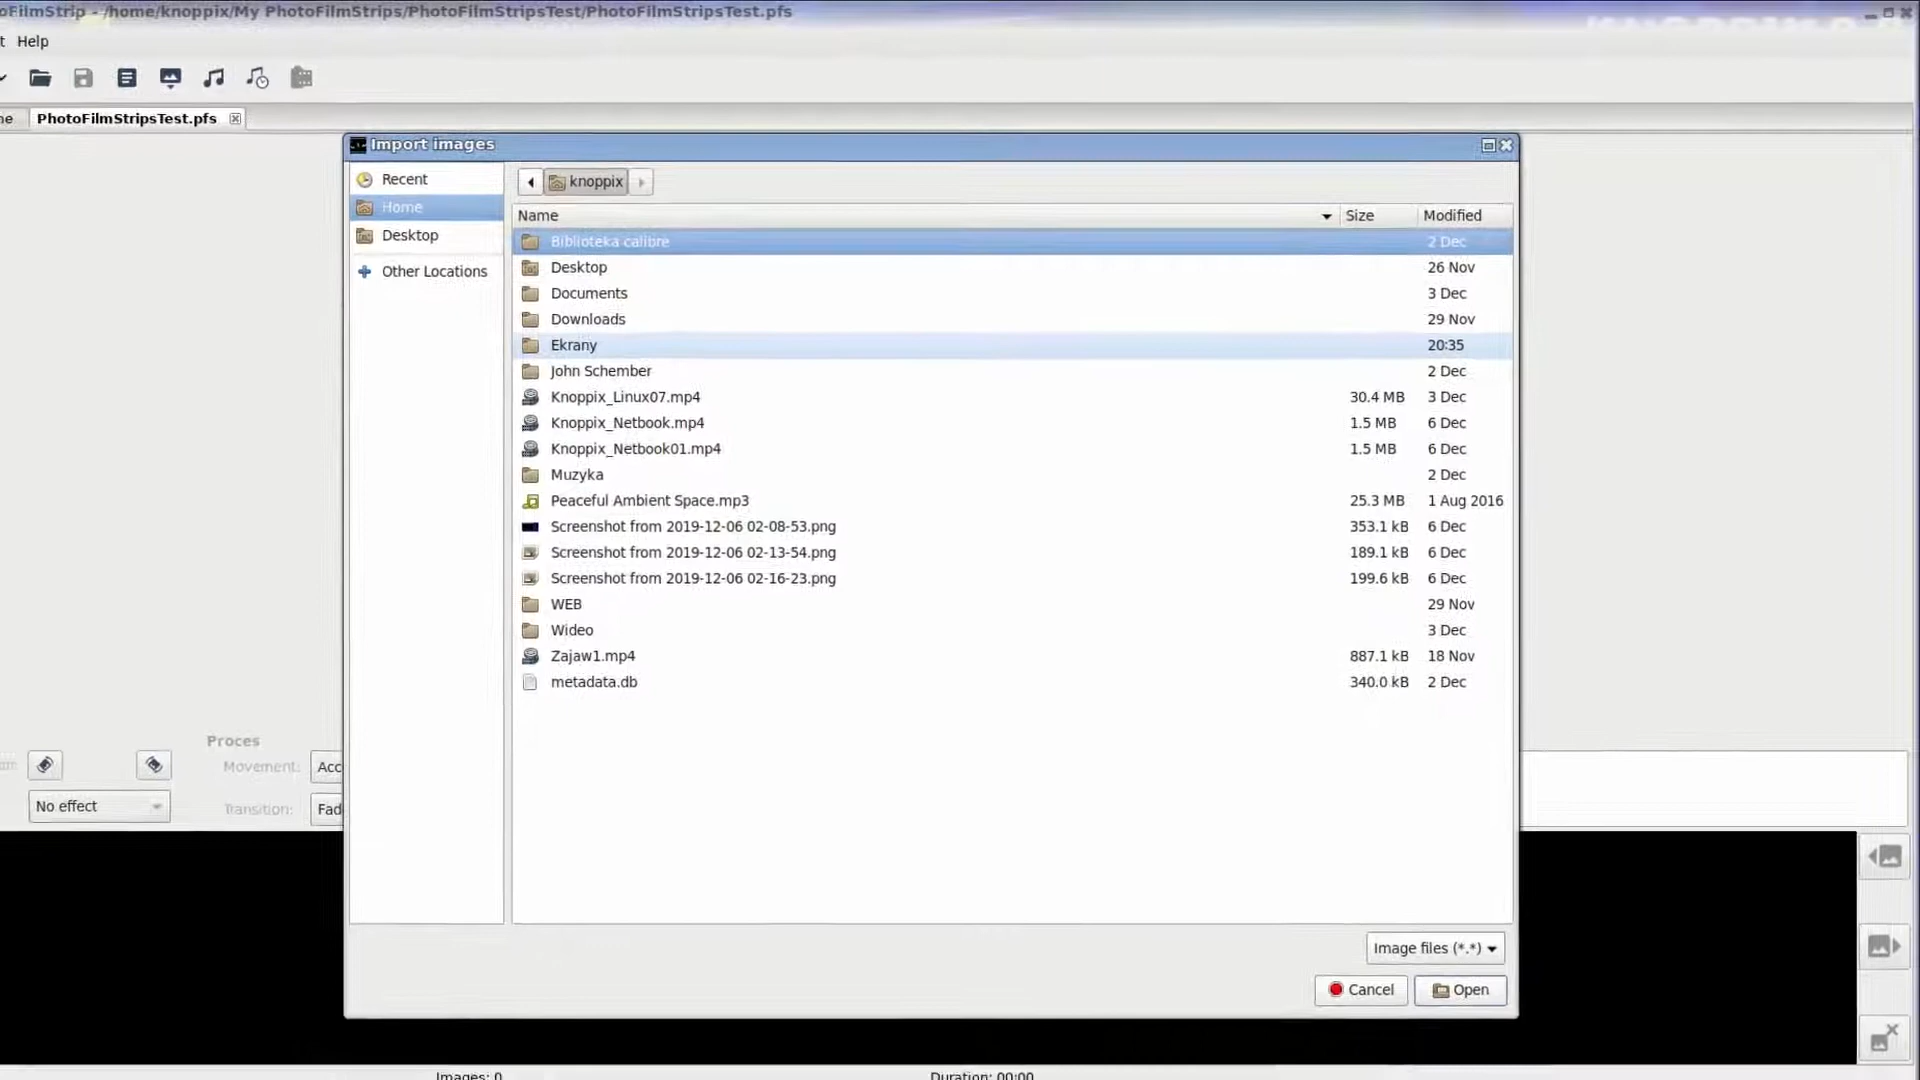 oFilmStrip - /home/knoppix/My PhotoFilmStrips/PhotoFilmStripsTest/PhotoFilmStripsTest.pfs
t Help
ne PhotoFilmStripsTest.pfs
Import images
Recent
Home
Desktop
Other Locations
knoppix
Name Size Modified
Biblioteka calibre 2 Dec
Desktop 26 Nov
Documents 3 Dec
Downloads 29 Nov
Ekrany 20:35
John Schember 2 Dec
Knoppix_Linux07.mp4 30.4 MB 3 Dec
Knoppix_Netbook.mp4 1.5 MB 6 Dec
Knoppix_Netbook01.mp4 1.5 MB 6 Dec
Muzyka 2 Dec
Peaceful Ambient Space.mp3 25.3 MB 1 Aug 2016
Screenshot from 2019-12-06 02-08-53.png 353.1 kB 6 Dec
Screenshot from 2019-12-06 02-13-54.png 189.1 kB 6 Dec
Screenshot from 2019-12-06 02-16-23.png 199.6 kB 6 Dec
WEB 29 Nov
Wideo 3 Dec
Zajaw1.mp4 887.1 kB 18 Nov
metadata.db 340.0 kB 2 Dec
Proces
Movement: Acc
No effect
Transition: Fad
Image files (*.*)
Cancel Open
Images: 0 Duration: 00:00